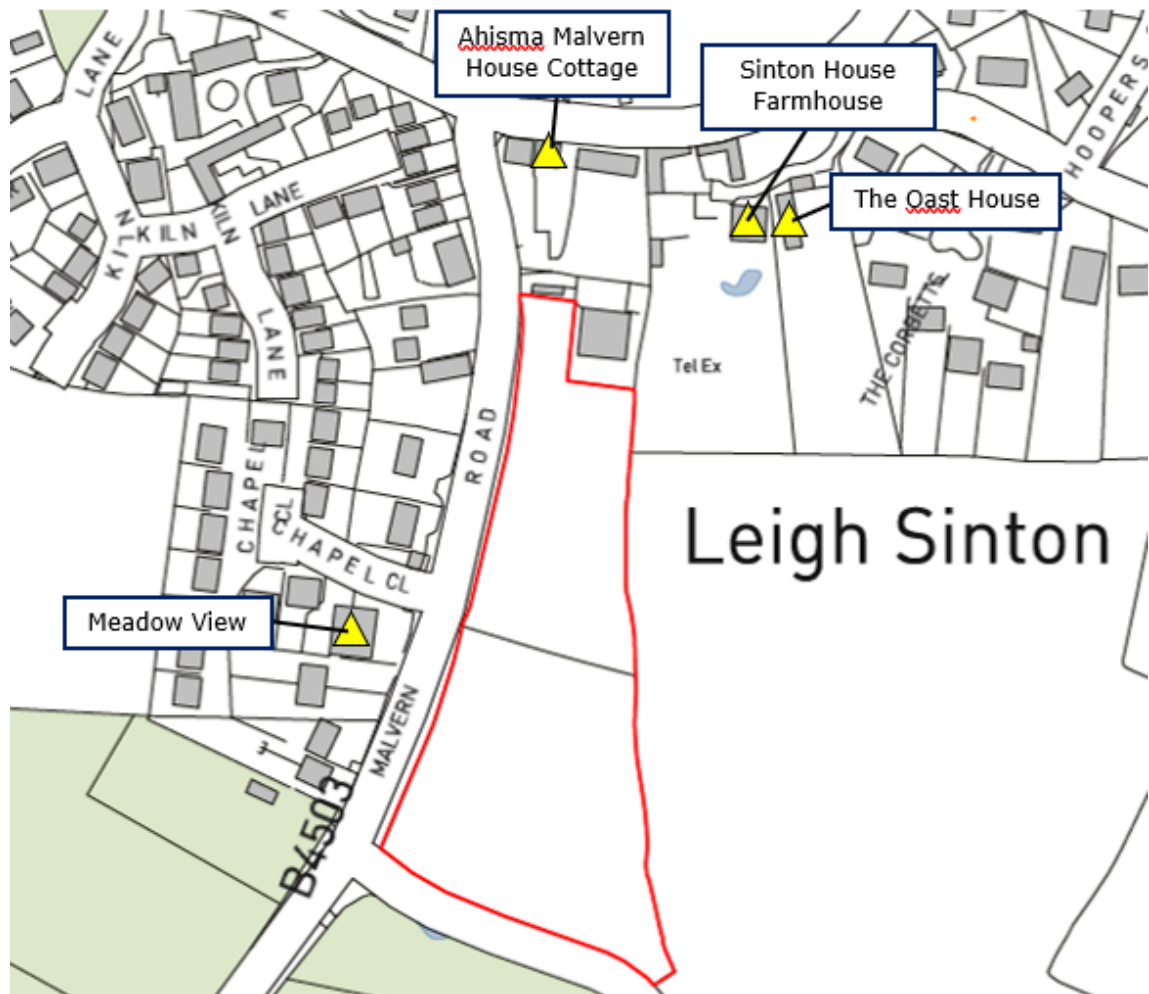 LANE
Ahisma Malvern
House Cottage
Sinton House
Farmhouse
HOOPERS
The Oast House
KILN
KILN
LANE
KILN
LANE
Tel Ex
THE CORBETTS
ROAD
CHAPEL
CL
CHAPEL CL
Leigh Sinton
Meadow View
MALVERN
B4503